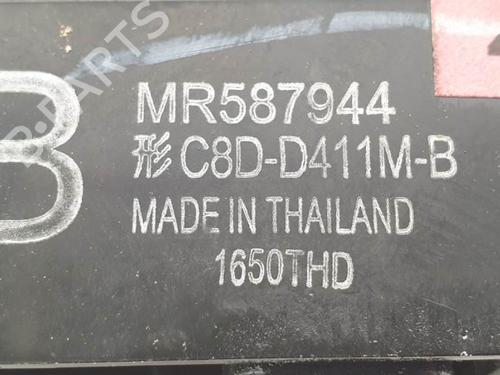 B
MR587944
形 C8D-D411M-B
MADE IN THAILAND
1650THD